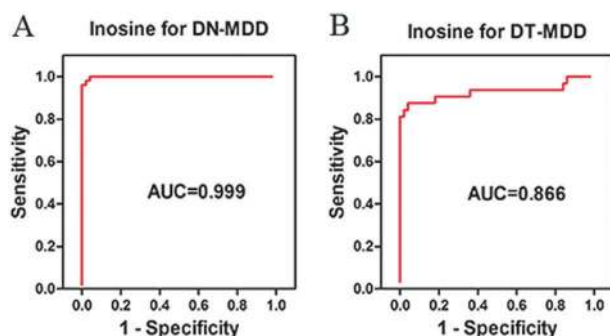 A
Inosine for DN-MDD
Sensitivity
1.0
0.8
0.6
0.4
0.2
0.0
AUC=0.999
0.0 0.2 0.4 0.6 0.8 1.0
1 - Specificity
B
Inosine for DT-MDD
Sensitivity
1.0
0.8
0.6
0.4
0.2
0.0
AUC=0.866
0.0 0.2 0.4 0.6 0.8 1.0
1 - Specificity